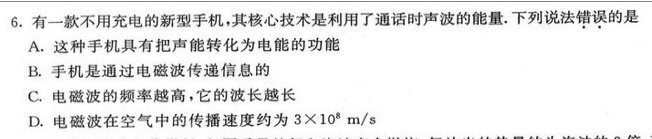 6. 有一款不用充电的新型手机,其核心技术是利用了通话时声波的能量.下列说法错误的是
A. 这种手机具有把声能转化为电能的功能
B. 手机是通过电磁波传递信息的
C. 电磁波的频率越高,它的波长越长
D. 电磁波在空气中的传播速度约为 3×10⁸ m/s